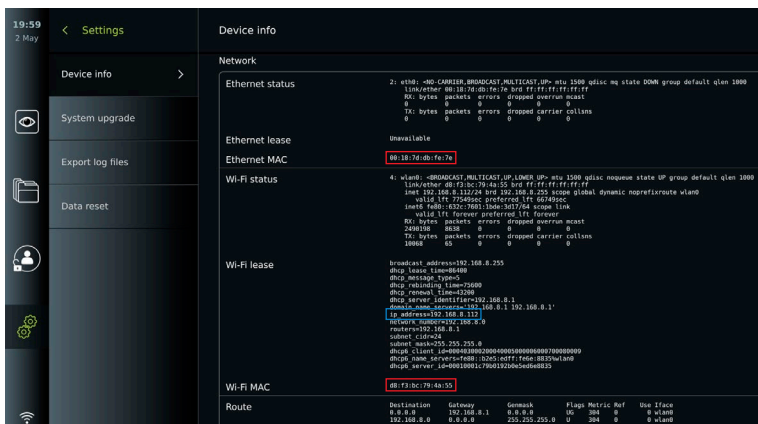 19:59
2 May
Settings
Device info
Device info
System upgrade
Export log files
Data reset
Network
Ethernet status
2: eth0: <NO-CARRIER,BROADCAST,MULTICAST,UP> mtu 1500 qdisc mq state DOWN group default qlen 1000
link/ether 00:18:7d:db:fe:7e brd ff:ff:ff:ff:ff:ff
RX: bytes packets errors dropped overrun mcast
0 0 0 0 0 0
TX: bytes packets errors dropped carrier collsns
0 0 0 0 0 0
Ethernet lease
Unavailable
Ethernet MAC
00:18:7d:db:fe:7e
Wi-Fi status
4: wlan0: <BROADCAST,MULTICAST,UP,LOWER_UP> mtu 1500 qdisc noqueue state UP group default qlen 1000
link/ether d8:f3:bc:79:4a:55 brd ff:ff:ff:ff:ff:ff
inet 192.168.8.112/24 brd 192.168.8.255 scope global dynamic noprefixroute wlan0
valid_lft 77549sec preferred_lft 66749sec
inet6 fe80::632c:7601:1bde:3d17/64 scope link
valid_lft forever preferred_lft forever
RX: bytes packets errors dropped overrun mcast
2490198 8638 0 0 0 0
TX: bytes packets errors dropped carrier collsns
10068 65 0 0 0 0
Wi-Fi lease
broadcast_address=192.168.8.255
dhcp_lease_time=86400
dhcp_message_type=5
dhcp_rebinding_time=75600
dhcp_renewal_time=43200
dhcp_server_identifier=192.168.8.1
domain_name_servers='192.168.8.1 192.168.8.1'
ip_address=192.168.8.112
network_number=192.168.8.0
routers=192.168.8.1
subnet_cidr=24
subnet_mask=255.255.255.0
Wi-Fi MAC
d8:f3:bc:79:4a:55
Route
Destination Gateway Genmask Flags Metric Ref Use Iface
0.0.0.0 192.168.8.1 0.0.0.0 UG 304 0 0 wlan0
192.168.8.0 0.0.0.0 255.255.255.0 U 304 0 0 wlan0